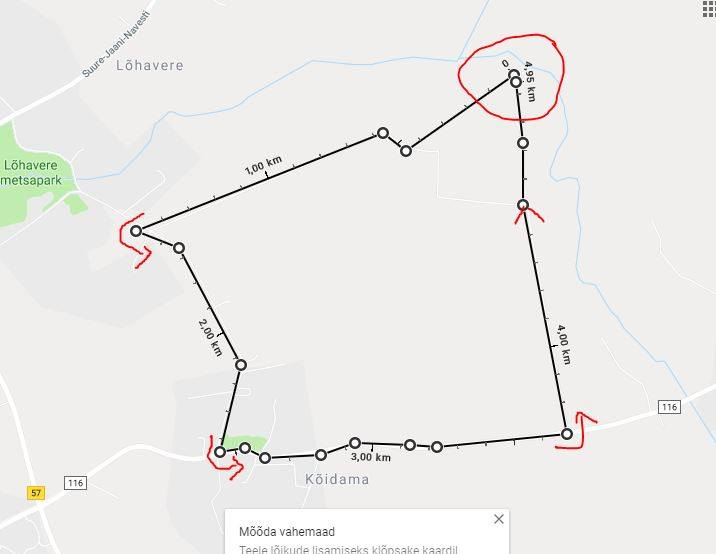 Suure-Jaani-Navesti
Lõhavere
0
4,95 km
1,00 km
Lõhavere
metsapark
2,00 km
4,00 km
116
3,00 km
Kõidama
116
57
Mõõda vahemaad
Teele lõikude lisamiseks klõpsake kaardil